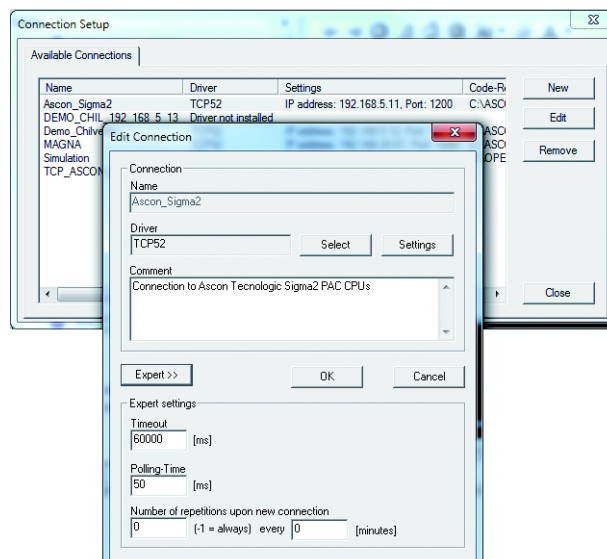 Connection Setup
Available Connections
Name Driver Settings Code-R
Ascon_Sigma2 TCP52 IP address: 192.168.5.11, Port: 1200 C:\ASC
DEMO_CHIL_192_168_5_13 Driver not installed
Demo_Chilve
MAGNA
Simulation
TCP_ASCON
New
Edit
Remove
Close
Edit Connection
Connection
Name
Ascon_Sigma2
Driver
TCP52 Select Settings
Comment
Connection to Ascon Tecnologic Sigma2 PAC CPUs
Expert >> OK Cancel
Expert settings
Timeout
60000 [ms]
Polling-Time
50 [ms]
Number of repetitions upon new connection
0 (-1 = always) every 0 [minutes]